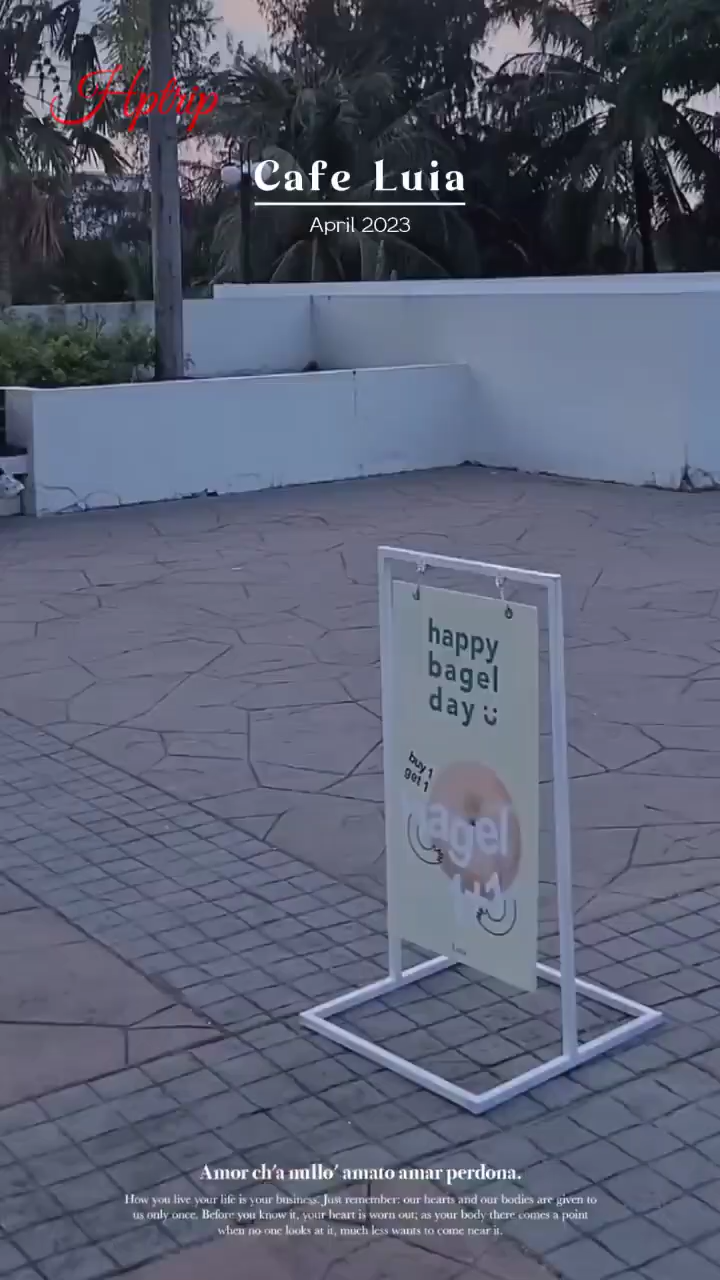 Hptrip
Cafe Luia
April 2023
happy
bagel
day
buy 1
get 1
bagel
1+1
Amor ch'a nullo' amato amar perdona.
How you live your life is your business. Just remember: our hearts and our bodies are given to
us only once. Before you know it, your heart is worn out; as your body there comes a point
when no one looks at it, much less wants to come near it.